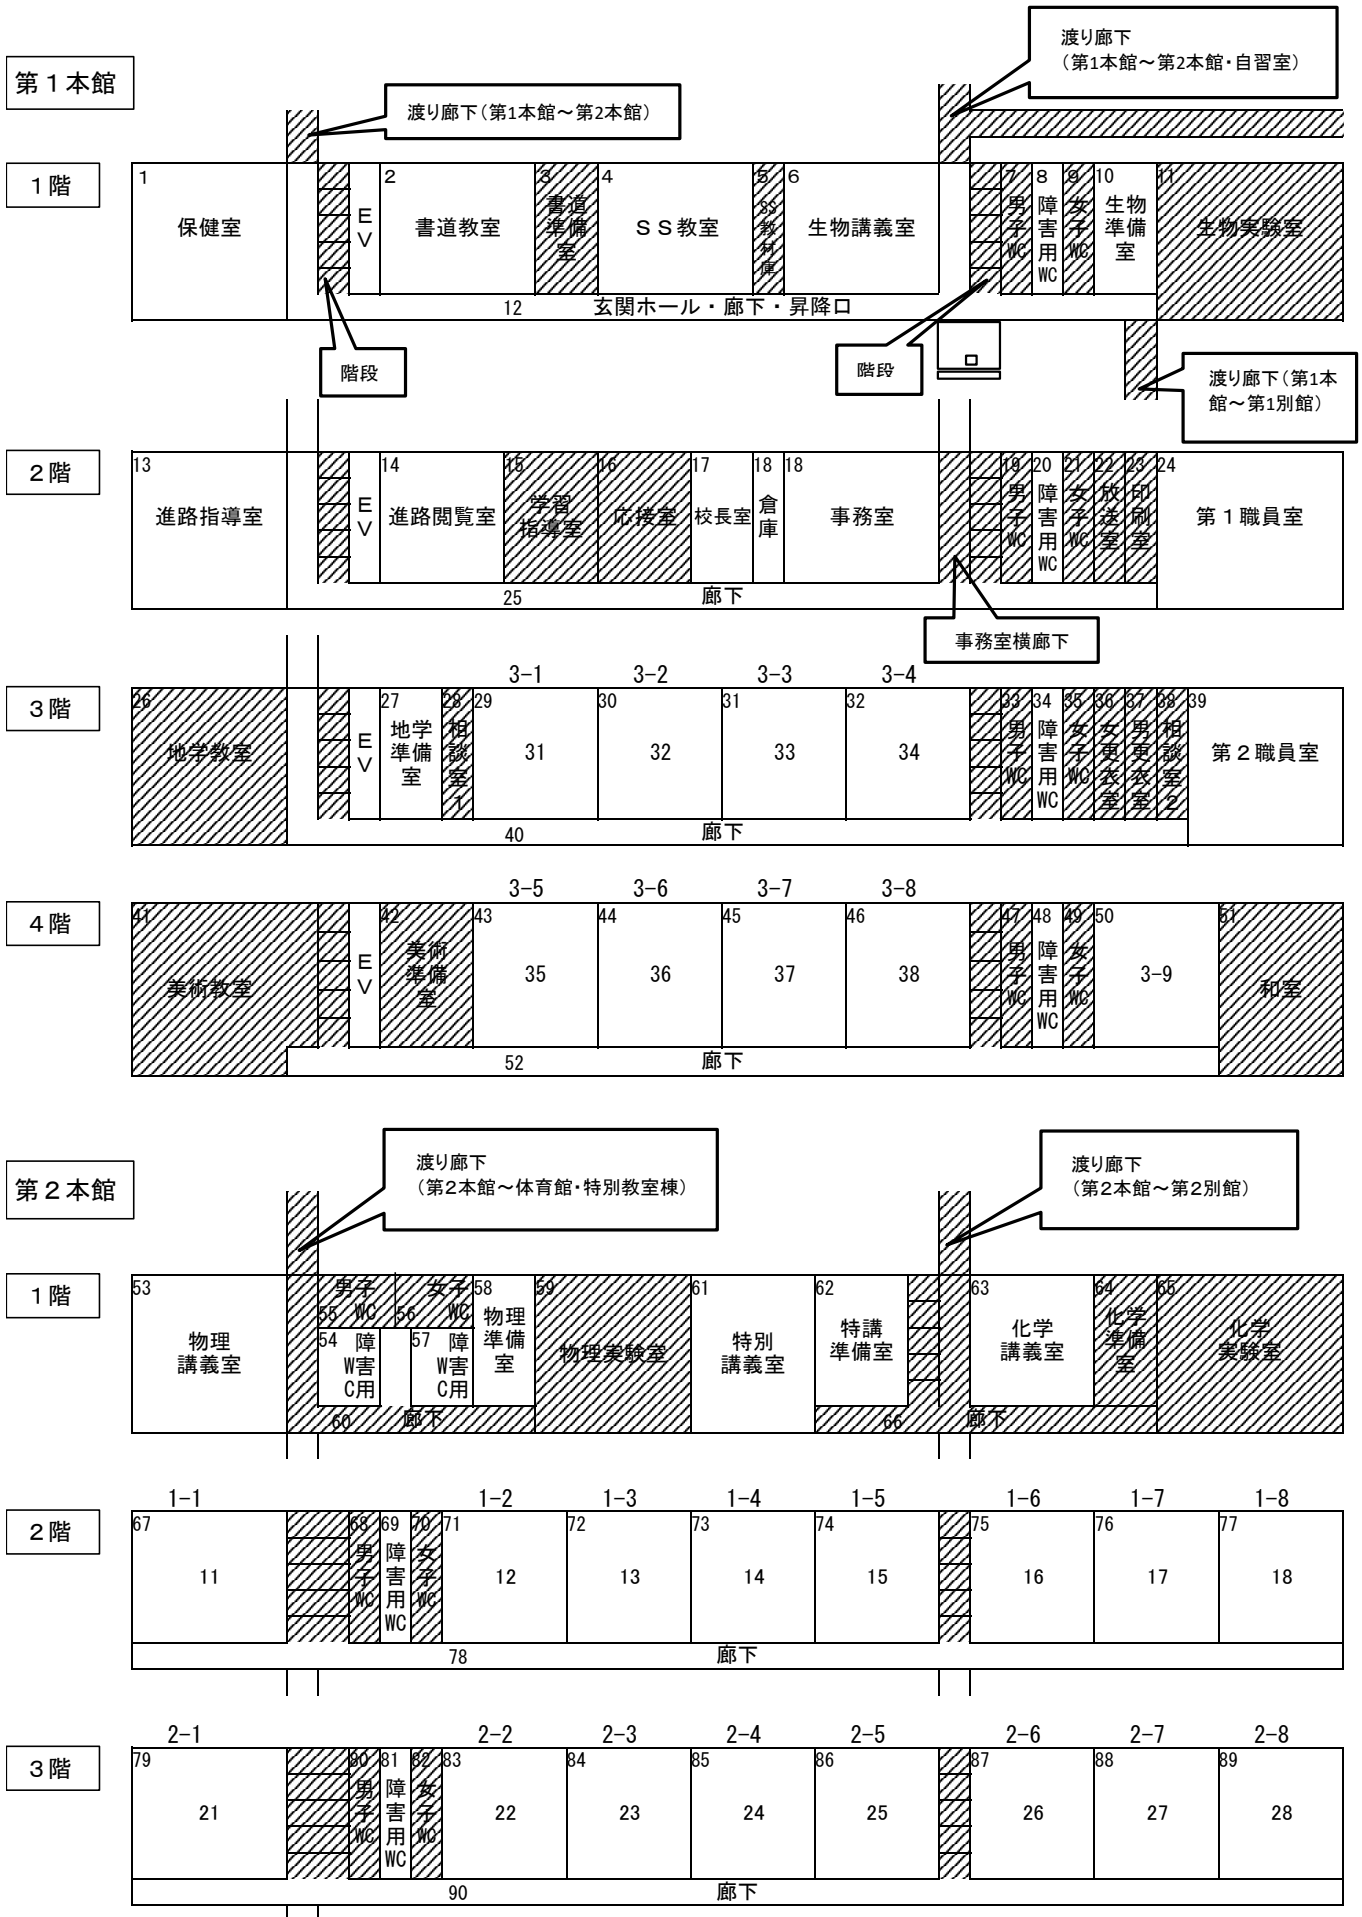 渡り廊下
(第1本館～第2本館・自習室)
第１本館
渡り廊下(第1本館～第2本館)
１階
1
保健室
ＥＶ
2
書道教室
3
書道準備室
4
ＳＳ教室
5
SS教材庫
6
生物講義室
7
男子WC
8
障害用WC
9
女子WC
10
生物準備室
11
生物実験室
12
玄関ホール・廊下・昇降口
階段
階段
渡り廊下(第1本
館～第1別館)
２階
13
進路指導室
ＥＶ
14
進路閲覧室
15
学習指導室
16
応接室
17
校長室
18
倉庫
18
事務室
19
男子WC
20
障害用WC
21
女子WC
22
放送室
23
印刷室
24
第１職員室
25
廊下
事務室横廊下
3-1
3-2
3-3
3-4
３階
26
地学教室
ＥＶ
27
地学準備室
28
相談室１
29
31
30
32
31
33
32
34
33
男子WC
34
障害用WC
35
女子WC
36
女更衣室
37
男更衣室
38
相談室２
39
第２職員室
40
廊下
3-5
3-6
3-7
3-8
４階
41
美術教室
ＥＶ
42
美術準備室
43
35
44
36
45
37
46
38
47
男子WC
48
障害用WC
49
女子WC
50
3-9
51
和室
52
廊下
第２本館
渡り廊下
(第2本館～体育館・特別教室棟)
渡り廊下
(第2本館～第2別館)
１階
53
物理
講義室
男子
55 WC
女子
56 WC
54 障害用WC
57 障害用WC
58
物理準備室
59
物理実験室
60
廊下
61
特別
講義室
62
特講
準備室
63
化学
講義室
64
化学準備室
65
化学
実験室
66
廊下
1-1
1-2
1-3
1-4
1-5
1-6
1-7
1-8
２階
67
11
68
男子WC
69
障害用WC
70
女子WC
71
12
72
13
73
14
74
15
75
16
76
17
77
18
78
廊下
2-1
2-2
2-3
2-4
2-5
2-6
2-7
2-8
３階
79
21
80
男子WC
81
障害用WC
82
女子WC
83
22
84
23
85
24
86
25
87
26
88
27
89
28
90
廊下